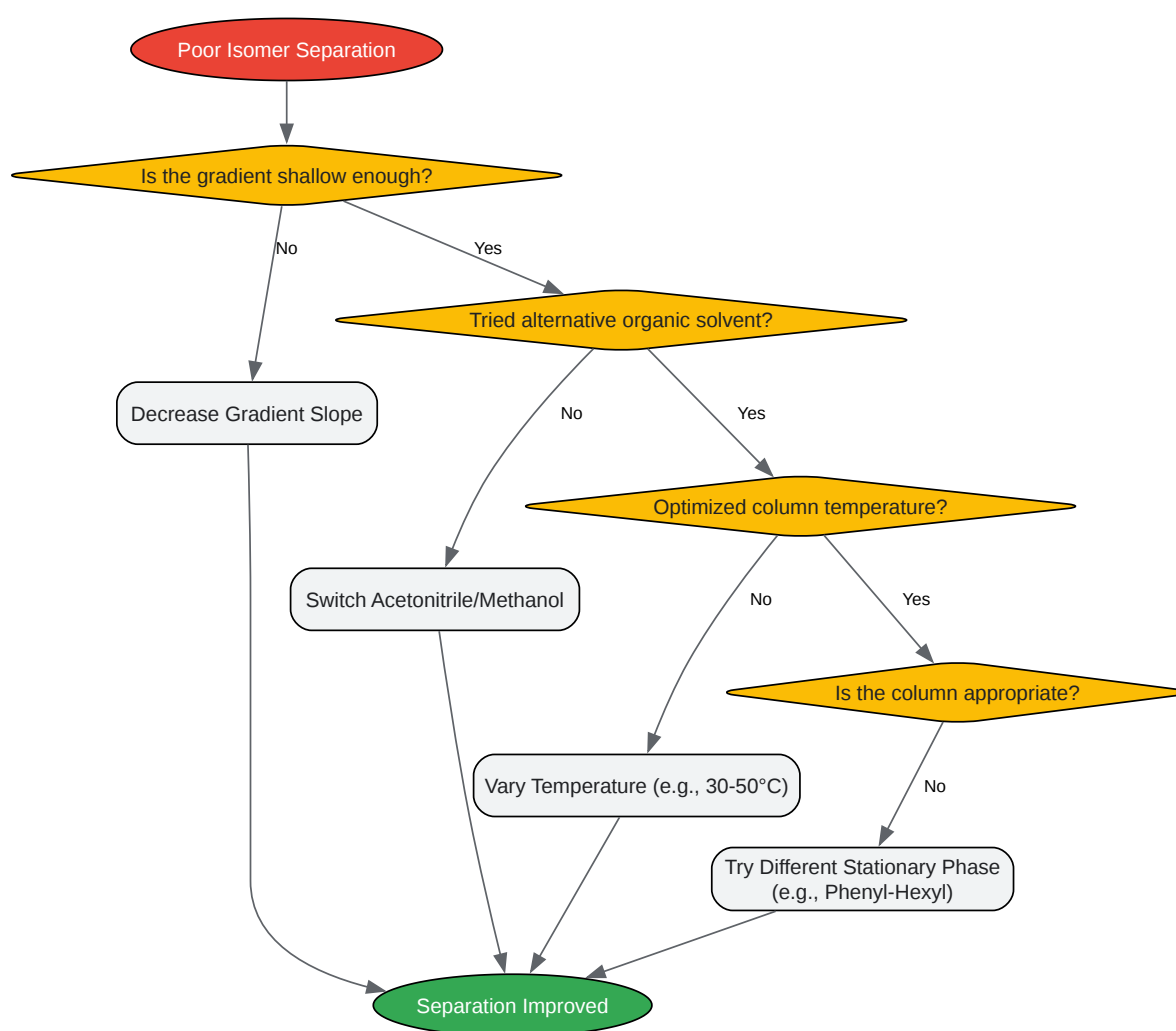 Poor Isomer Separation
Is the gradient shallow enough?
No
Yes
Tried alternative organic solvent?
Decrease Gradient Slope
No
Yes
Optimized column temperature?
Switch Acetonitrile/Methanol
No
Yes
Is the column appropriate?
Vary Temperature (e.g., 30-50°C)
No
Try Different Stationary Phase
(e.g., Phenyl-Hexyl)
Separation Improved